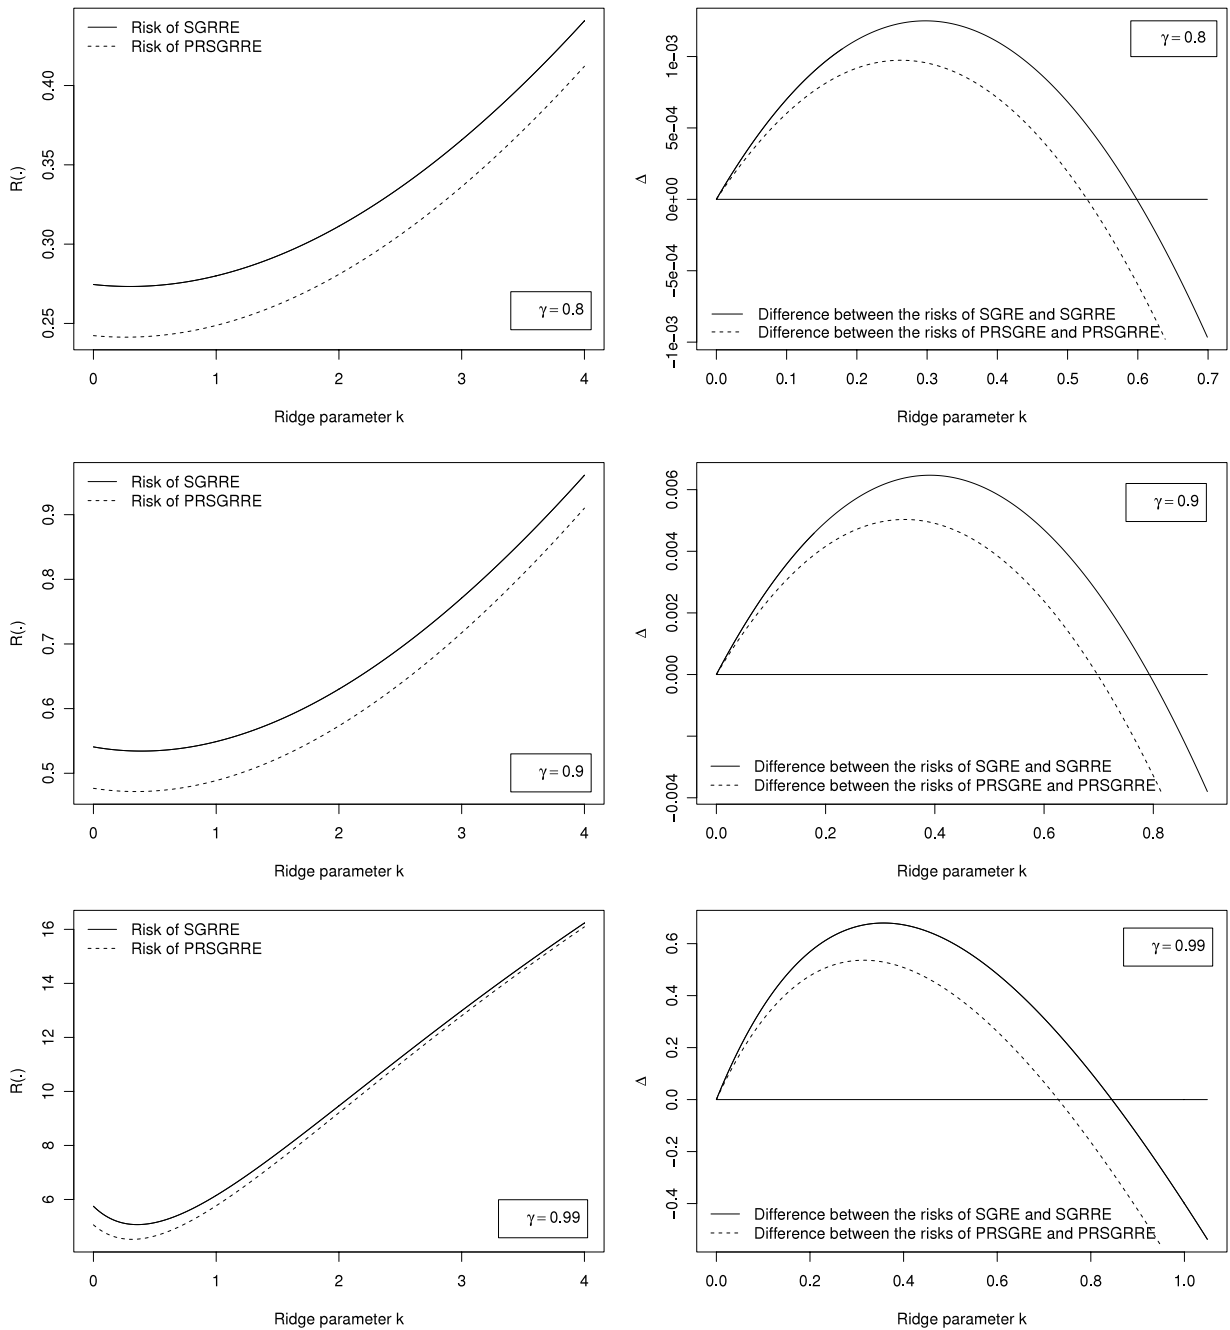 Risk of SGRRE
Risk of PRSGRRE
R(.)
0.40
0.35
0.30
0.25
γ = 0.8
0 1 2 3 4
Ridge parameter k
γ = 0.8
Δ
1e−03
5e−04
0e+00
−5e−04
−1e−03
Difference between the risks of SGRE and SGRRE
Difference between the risks of PRSGRE and PRSGRRE
0.0 0.1 0.2 0.3 0.4 0.5 0.6 0.7
Ridge parameter k
Risk of SGRRE
Risk of PRSGRRE
R(.)
0.9
0.8
0.7
0.6
0.5
γ = 0.9
0 1 2 3 4
Ridge parameter k
γ = 0.9
Δ
0.006
0.004
0.002
0.000
−0.004
Difference between the risks of SGRE and SGRRE
Difference between the risks of PRSGRE and PRSGRRE
0.0 0.2 0.4 0.6 0.8
Ridge parameter k
Risk of SGRRE
Risk of PRSGRRE
R(.)
16
14
12
10
8
6
γ = 0.99
0 1 2 3 4
Ridge parameter k
γ = 0.99
Δ
0.6
0.4
0.2
0.0
−0.2
−0.4
Difference between the risks of SGRE and SGRRE
Difference between the risks of PRSGRE and PRSGRRE
0.0 0.2 0.4 0.6 0.8 1.0
Ridge parameter k